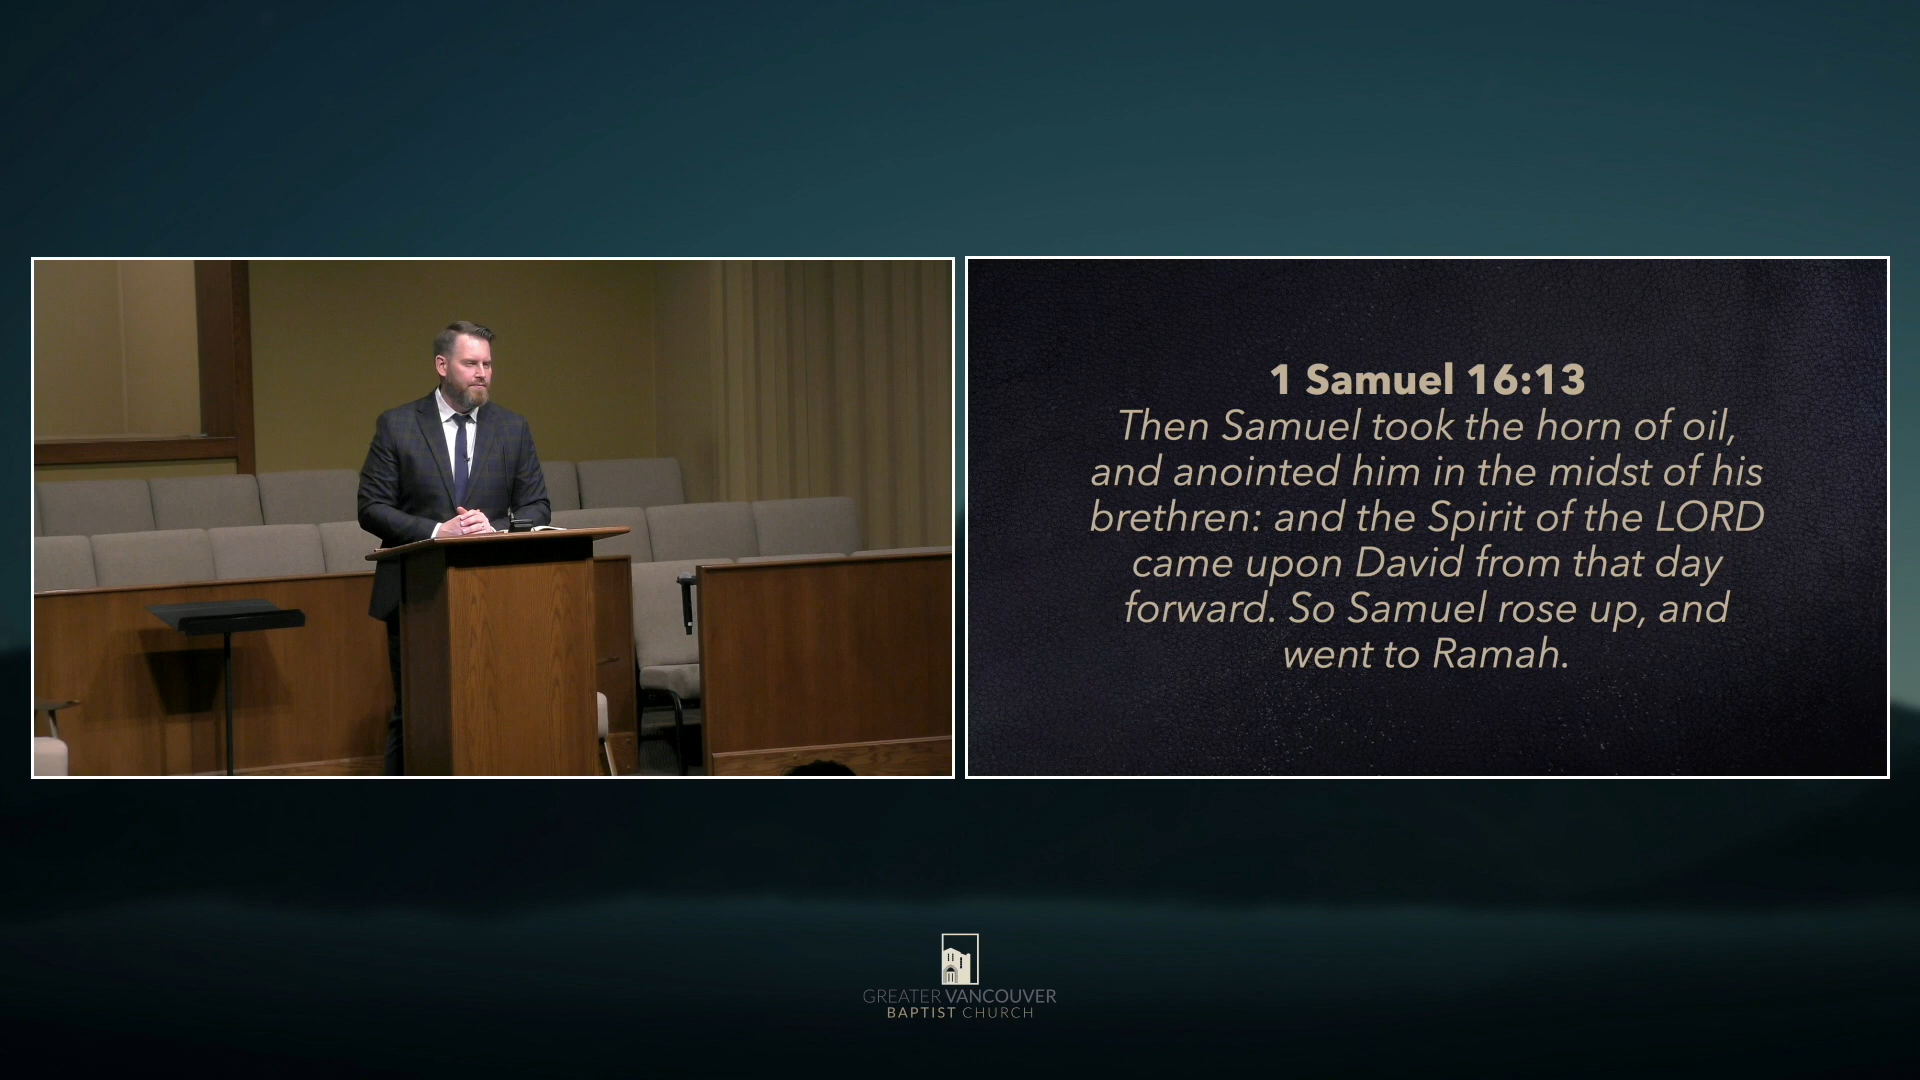 1 Samuel 16:13
Then Samuel took the horn of oil,
and anointed him in the midst of his
brethren: and the Spirit of the LORD
came upon David from that day
forward. So Samuel rose up, and
went to Ramah.
GREATER VANCOUVER
BAPTIST CHURCH